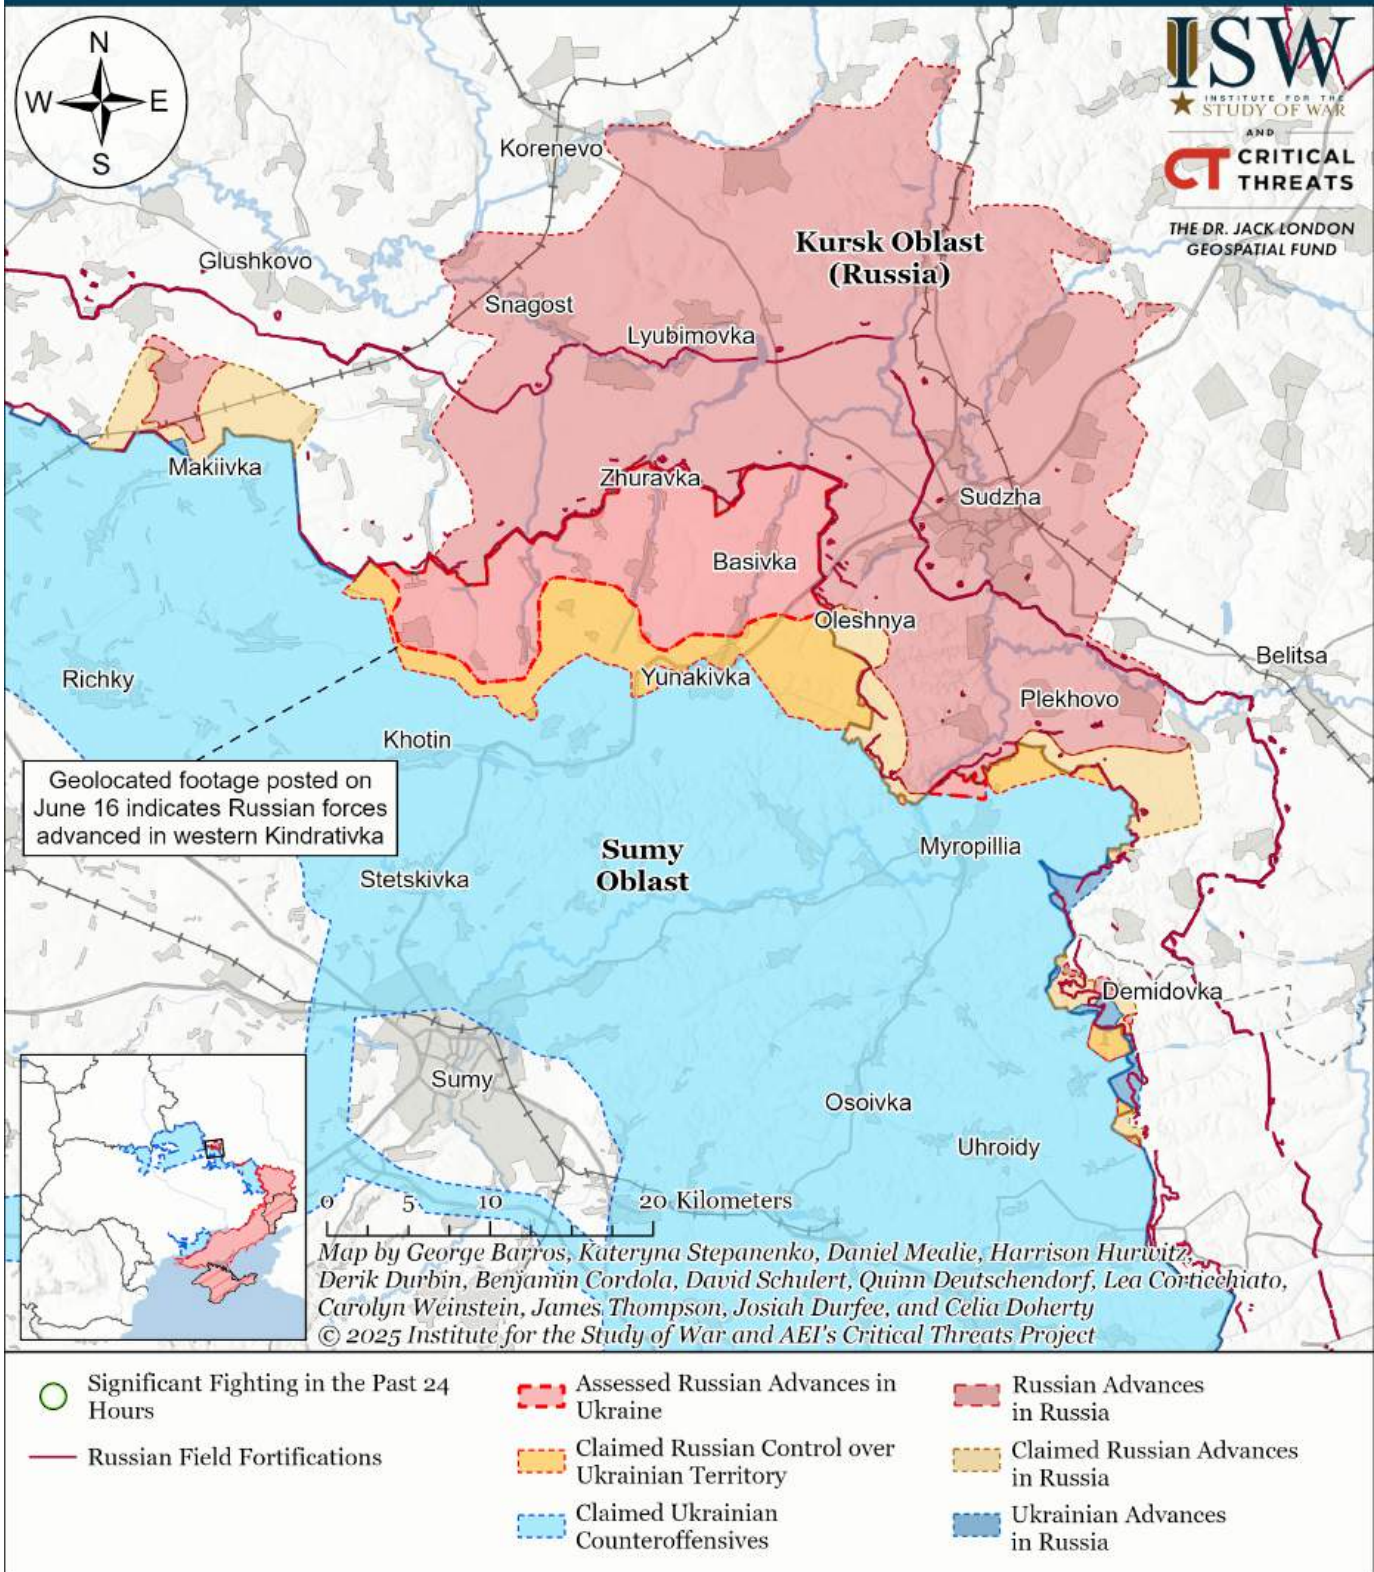 N
W
E
S
ISW
INSTITUTE FOR THE
STUDY OF WAR
AND
CT CRITICAL
THREATS
THE DR. JACK LONDON
GEOSPATIAL FUND
Korenevo
Kursk Oblast
(Russia)
Glushkovo
Snagost
Lyubimovka
Makiivka
Zhuravka
Sudzha
Basivka
Oleshnya
Belitsa
Richky
Yunakivka
Plekhovo
Khotin
Geolocated footage posted on
June 16 indicates Russian forces
advanced in western Kindrativka
Sumy
Oblast
Myropillia
Stetskivka
Demidovka
Sumy
Osoivka
Uhroidy
0 5 10 20 Kilometers
Map by George Barros, Kateryna Stepanenko, Daniel Mealie, Harrison Hurwitz,
Derik Durbin, Benjamin Cordola, David Schulert, Quinn Deutschendorf, Lea Corticchiato,
Carolyn Weinstein, James Thompson, Josiah Durfee, and Celia Doherty
© 2025 Institute for the Study of War and AEI's Critical Threats Project
Significant Fighting in the Past 24
Hours
Russian Field Fortifications
Assessed Russian Advances in
Ukraine
Claimed Russian Control over
Ukrainian Territory
Claimed Ukrainian
Counteroffensives
Russian Advances
in Russia
Claimed Russian Advances
in Russia
Ukrainian Advances
in Russia